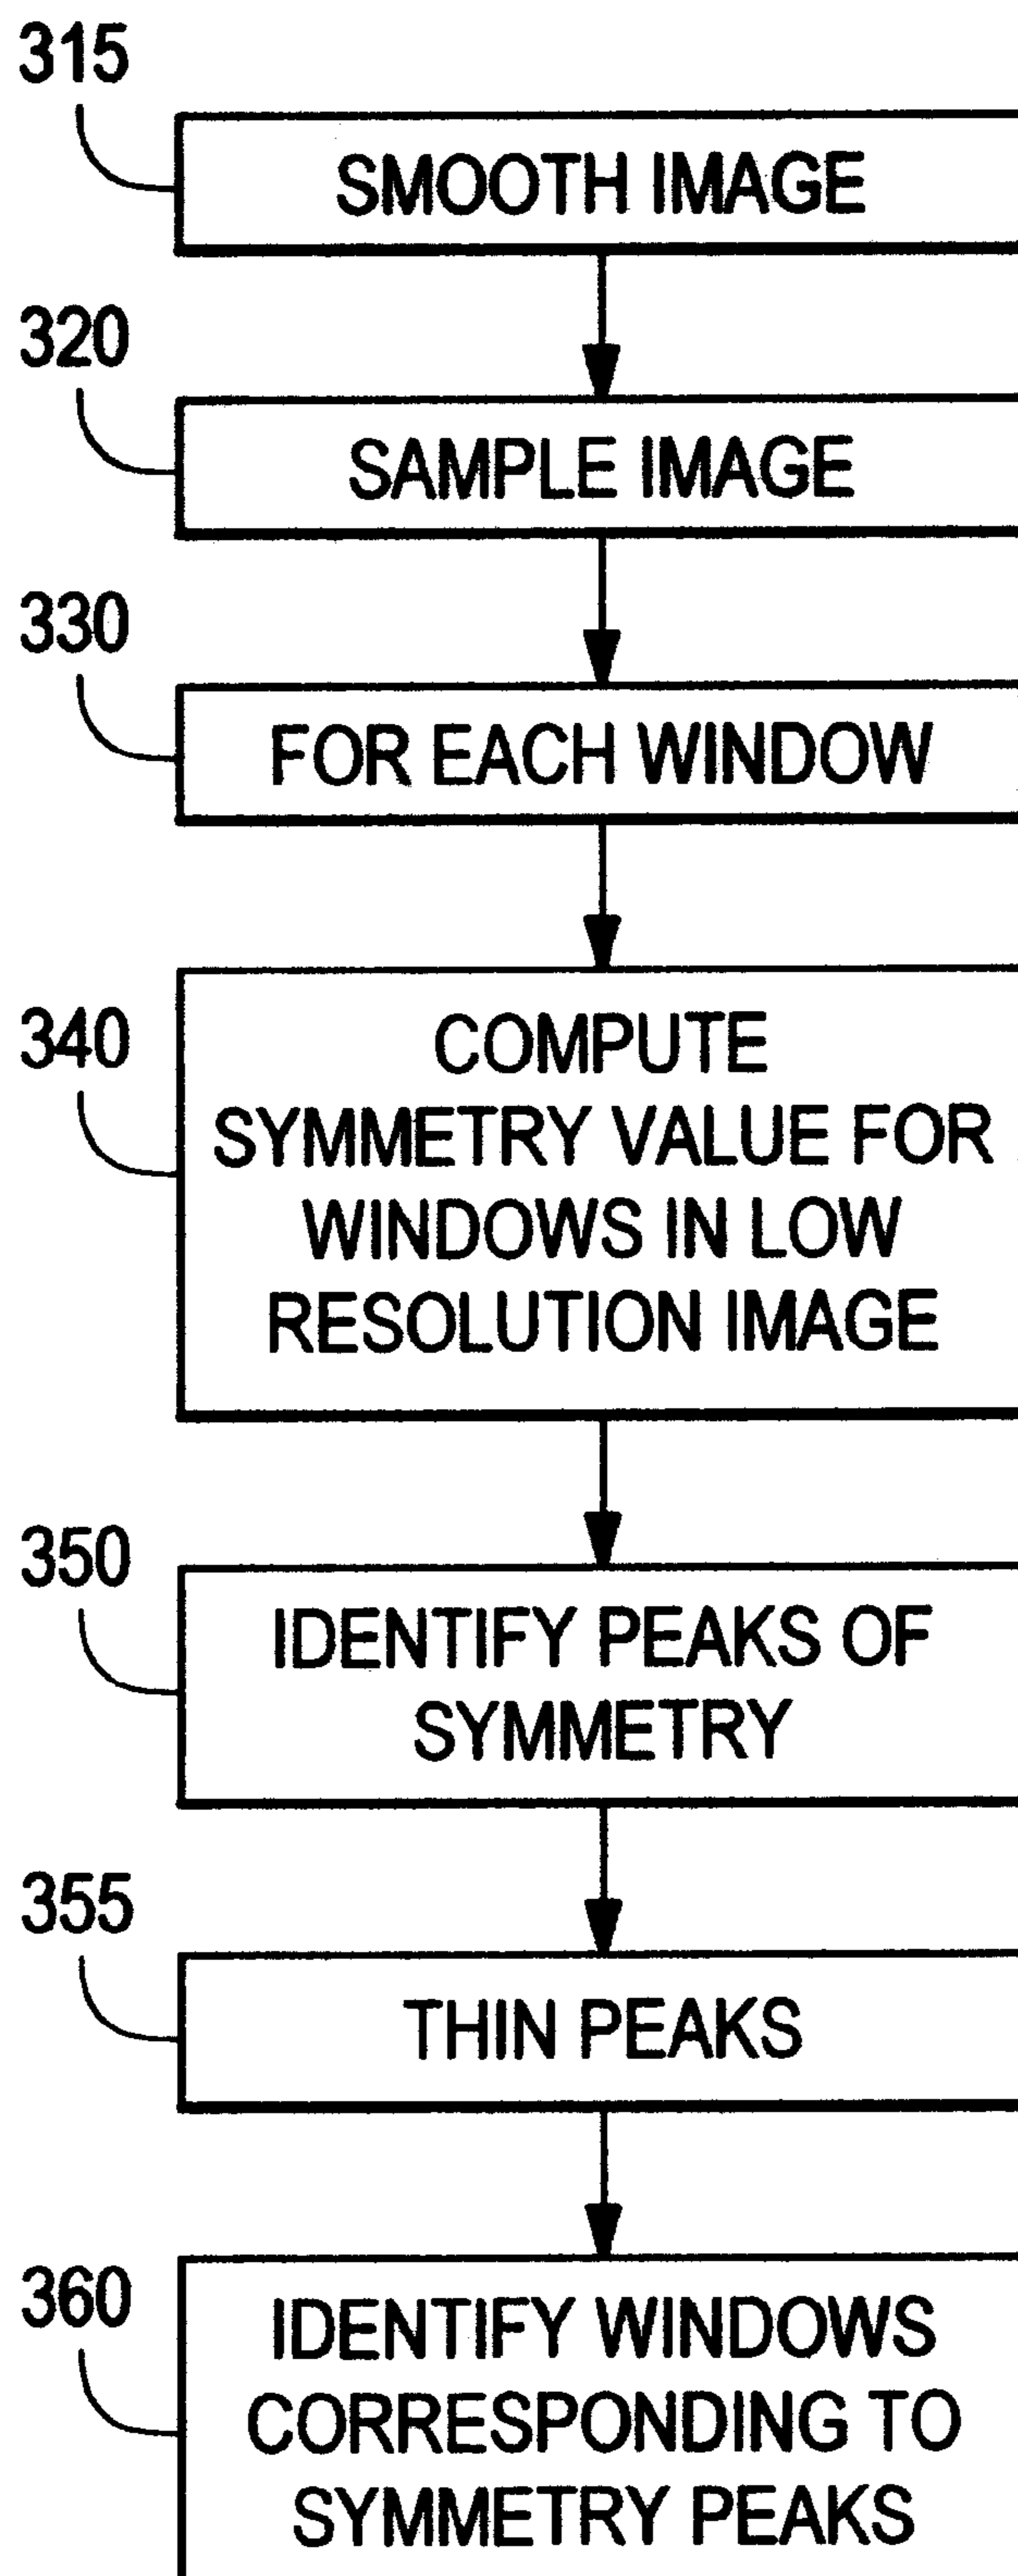 315
SMOOTH IMAGE
320
SAMPLE IMAGE
330
FOR EACH WINDOW
340
COMPUTE
SYMMETRY VALUE FOR
WINDOWS IN LOW
RESOLUTION IMAGE
350
IDENTIFY PEAKS OF
SYMMETRY
355
THIN PEAKS
360
IDENTIFY WINDOWS
CORRESPONDING TO
SYMMETRY PEAKS